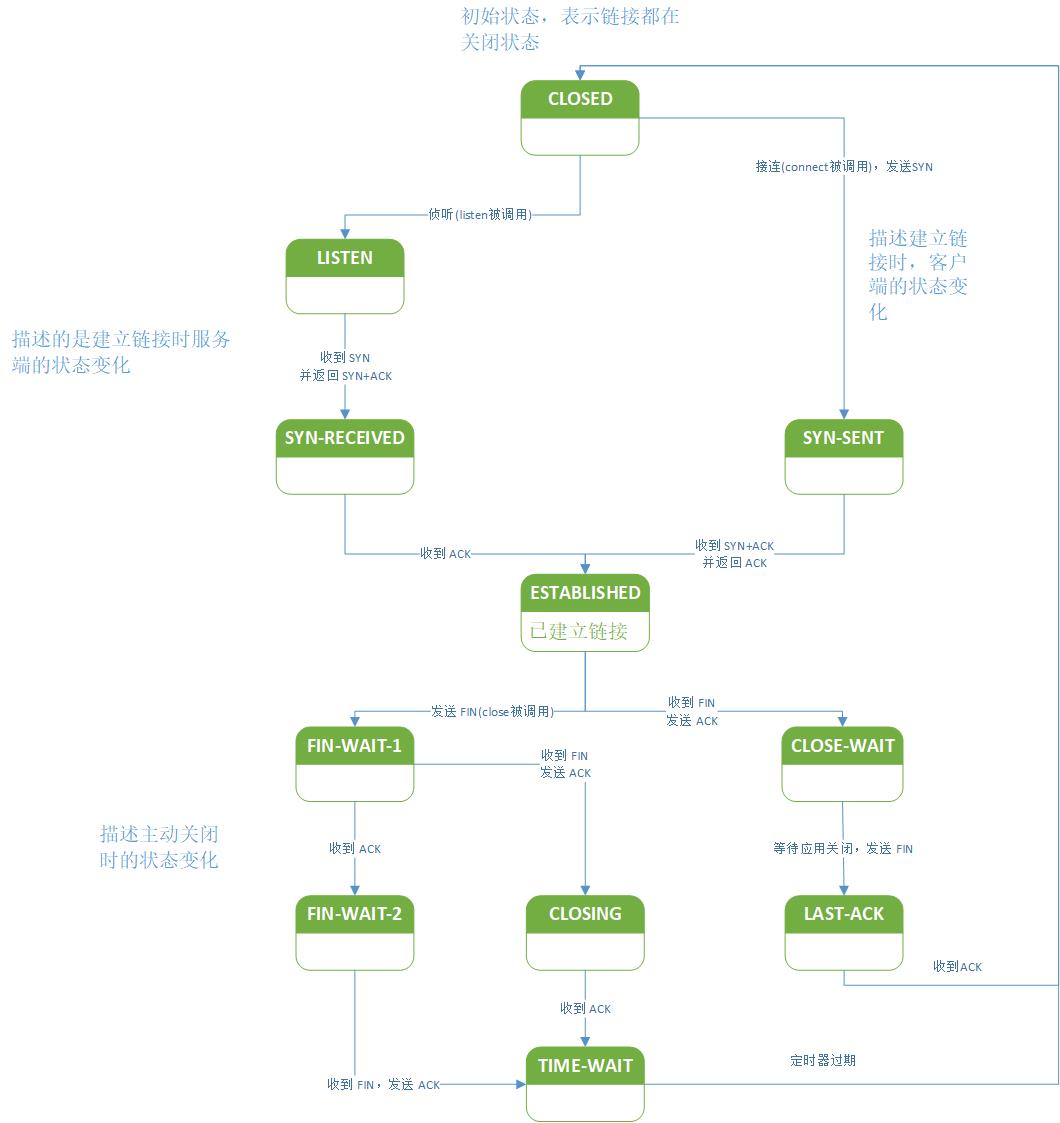 初始状态，表示链接都在
关闭状态
CLOSED
接连(connect被调用)，发送SYN
侦听(listen被调用)
描述建立链
接时，客户
端的状态变
化
LISTEN
描述的是建立链接时服务
端的状态变化
收到 SYN
并返回 SYN+ACK
SYN-RECEIVED
SYN-SENT
收到 ACK
收到 SYN+ACK
并返回 ACK
ESTABLISHED
已建立链接
发送 FIN(close被调用)
收到 FIN
发送 ACK
FIN-WAIT-1
CLOSE-WAIT
收到 FIN
发送 ACK
描述主动关闭
时的状态变化
收到 ACK
等待应用关闭，发送 FIN
FIN-WAIT-2
CLOSING
LAST-ACK
收到ACK
收到 ACK
定时器过期
TIME-WAIT
收到 FIN，发送 ACK